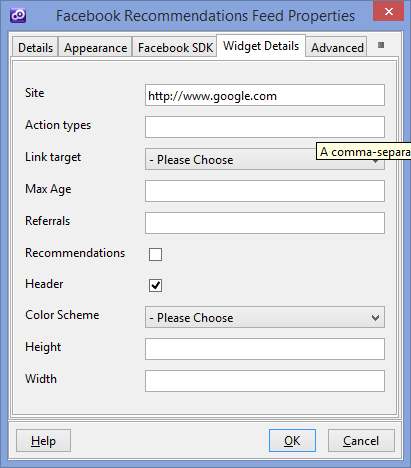 Facebook Recommendations Feed Properties
Details Appearance Facebook SDK Widget Details Advanced
Site http://www.google.com
Action types
A comma-separa
Link target - Please Choose
Max Age
Referrals
Recommendations
Header
Color Scheme - Please Choose
Height
Width
Help OK Cancel